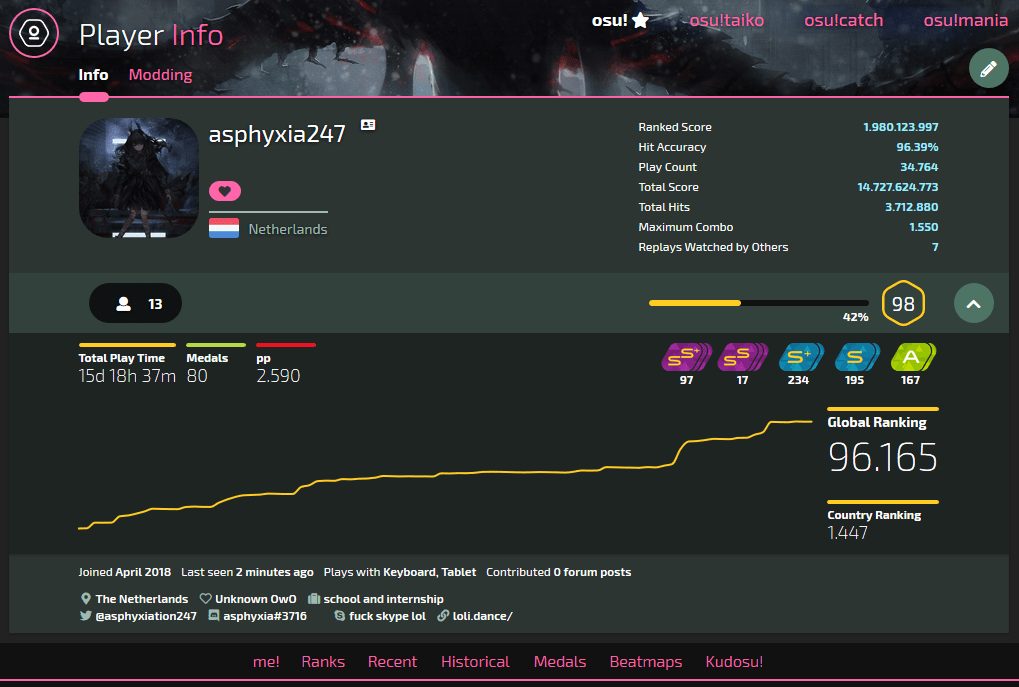 Player Info
osu! osu!taiko osu!catch osu!mania
Info Modding
asphyxia247
Netherlands
Ranked Score 1.980.123.997
Hit Accuracy 96.39%
Play Count 34.764
Total Score 14.727.624.773
Total Hits 3.712.880
Maximum Combo 1.550
Replays Watched by Others 7
13
42%
98
Total Play Time Medals pp
15d 18h 37m 80 2.590
SS+ SS S+ S A
97 17 234 195 167
Global Ranking
96.165
Country Ranking
1.447
Joined April 2018 Last seen 2 minutes ago Plays with Keyboard, Tablet Contributed 0 forum posts
The Netherlands Unknown OwO school and internship
@asphyxiation247 asphyxia#3716 fuck skype lol loli.dance/
me! Ranks Recent Historical Medals Beatmaps Kudosu!